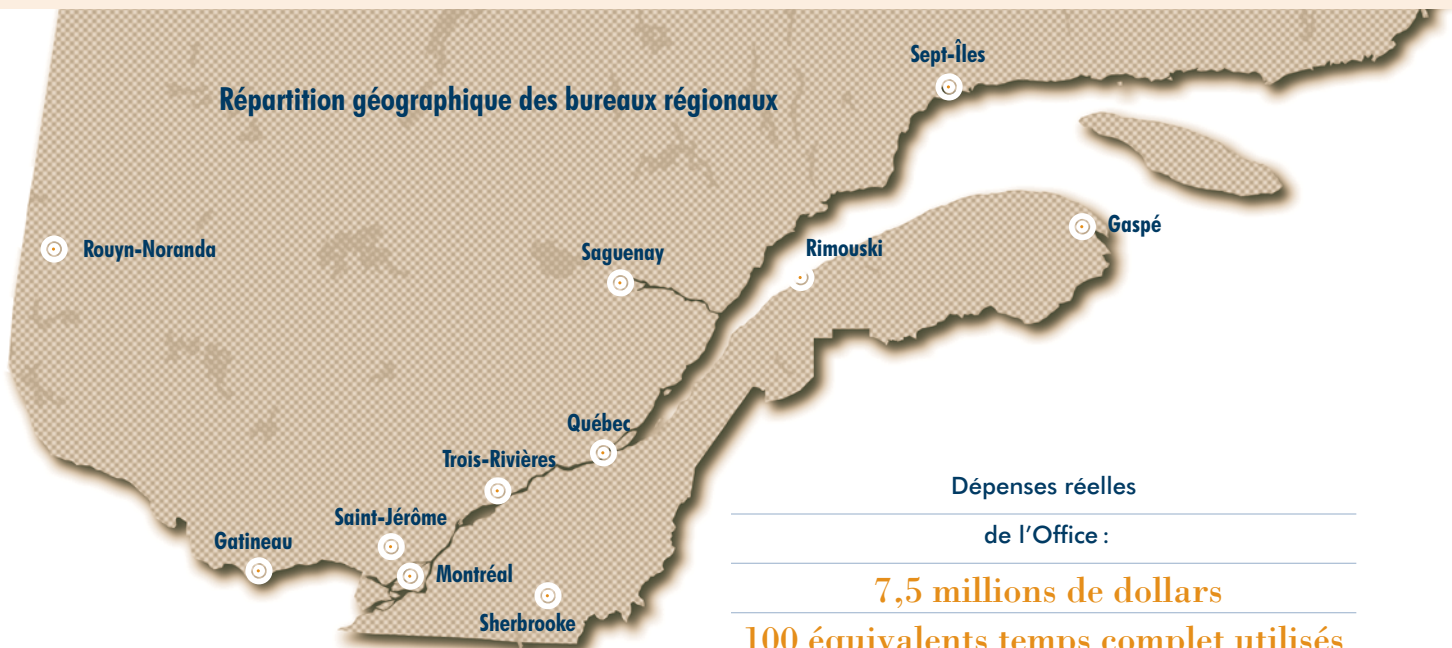 Sept-Îles
Répartition géographique des bureaux régionaux
Gaspé
Rouyn-Noranda
Saguenay
Rimouski
Québec
Trois-Rivières
Saint-Jérôme
Gatineau
Montréal
Sherbrooke
Dépenses réelles
de l'Office :
7,5 millions de dollars
100 équivalents temps complet utilisés